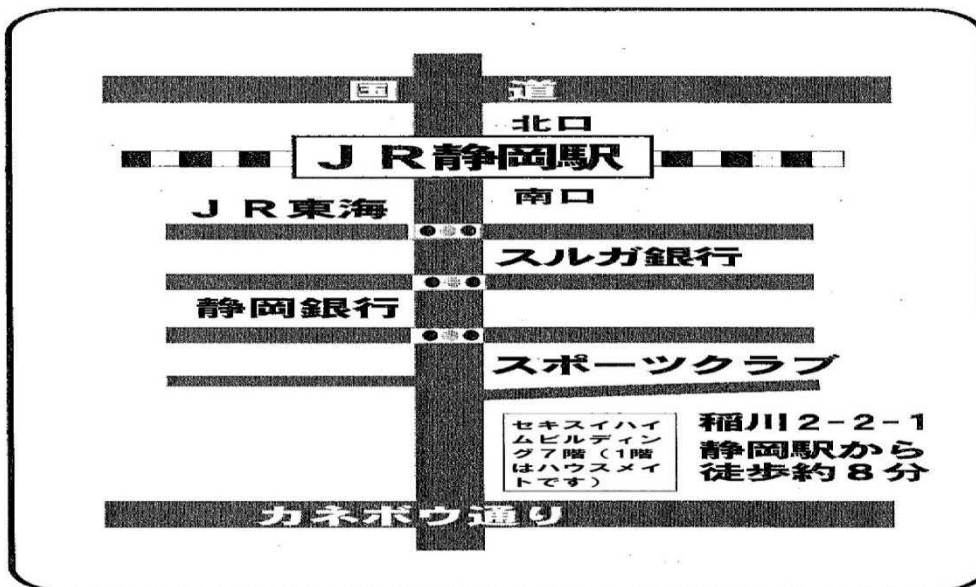 国道
北口
JR静岡駅
南口
JR東海
スルガ銀行
静岡銀行
スポーツクラブ
セキスイハイ
ムビルディン
グ7階（1階
はハウスメイ
トです）
稲川2-2-1
静岡駅から
徒歩約8分
カネボウ通り